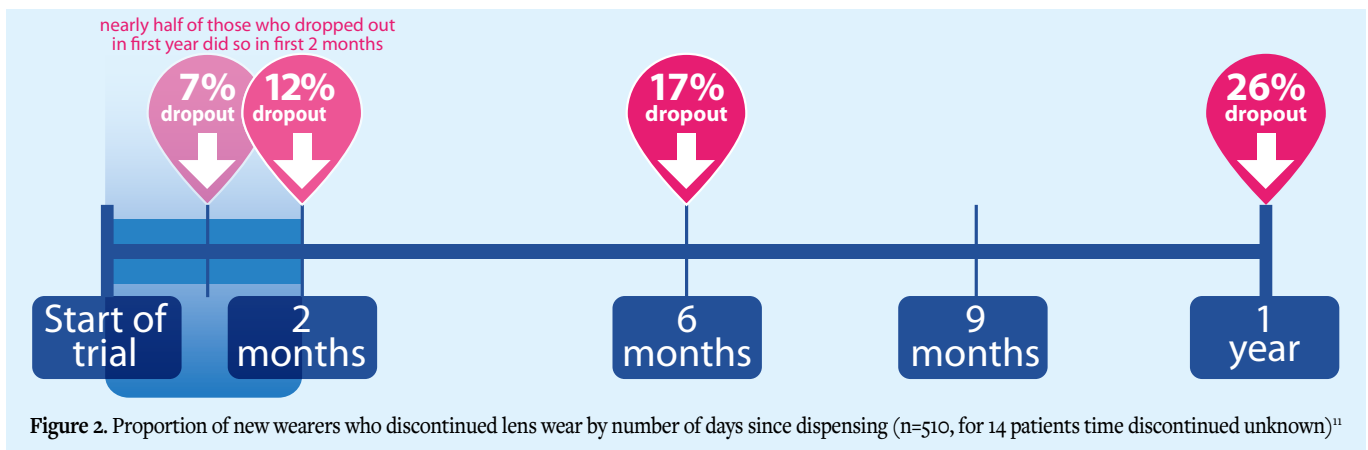 nearly half of those who dropped out
in first year did so in first 2 months
7%
dropout
12%
dropout
17%
dropout
26%
dropout
Start of
trial
2
months
6
months
9
months
1
year
Figure 2. Proportion of new wearers who discontinued lens wear by number of days since dispensing (n=510, for 14 patients time discontinued unknown)¹¹